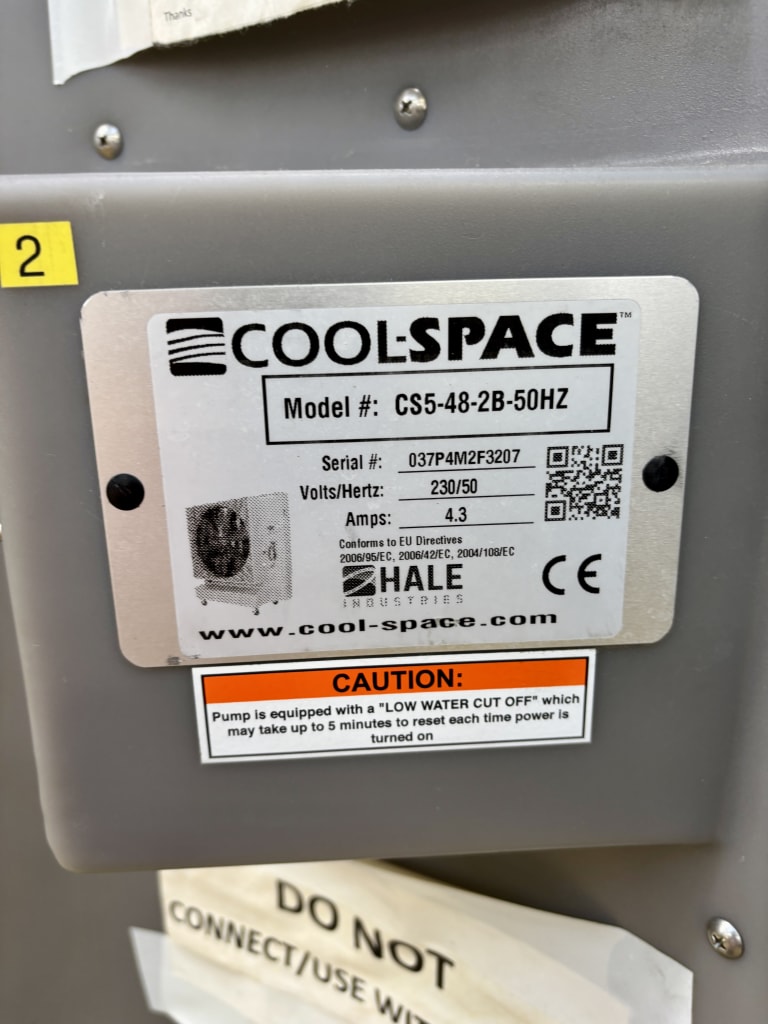 Thanks
2
COOL-SPACE™
Model #: CS5-48-2B-50HZ
Serial #: 037P4M2F3207
Volts/Hertz: 230/50
Amps: 4.3
Conforms to EU Directives
2006/95/EC, 2006/42/EC, 2004/108/EC
HALE
INDUSTRIES
CE
www.cool-space.com
CAUTION:
Pump is equipped with a "LOW WATER CUT OFF" which
may take up to 5 minutes to reset each time power is
turned on
DO NOT
CONNECT/USE